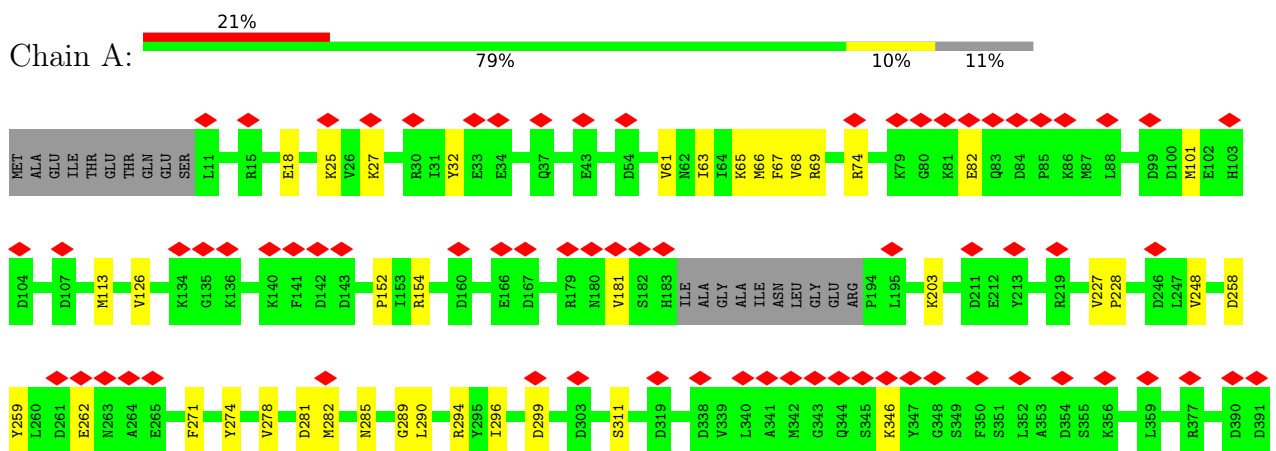 21%
Chain A:
79% 10% 11%
MET ALA GLU ILE THR GLU THR GLN GLU SER L11 R15 E18 K25 V26 K27 R30 I31 Y32 E33 E34 Q37 E43 D54 V61 N62 I63 I64 K65 M66 F67 V68 R69 R74 K79 G80 K81 E82 Q83 D84 P85 K86 M87 L88 D99 D100 M101 E102 H103
D104 D107 M113 V126 K134 G135 K136 K140 F141 D142 D143 P152 I153 R154 D160 E166 D167 R179 N180 V181 S182 H183 ILE ALA GLY ALA ILE ASN LEU GLY GLU ARG P194 L195 K203 D211 E212 Y213 R219 V227 P228 D246 L247 V248 D258
Y259 L260 D261 E262 N263 A264 E265 F271 Y274 V278 D281 M282 N285 G289 L290 R294 Y295 I296 D299 D303 S311 D319 D338 V339 L340 A341 M342 G343 Q344 S345 K346 Y347 G348 S349 F350 S351 L352 A353 D354 S355 K356 L359 R377 D390 D391